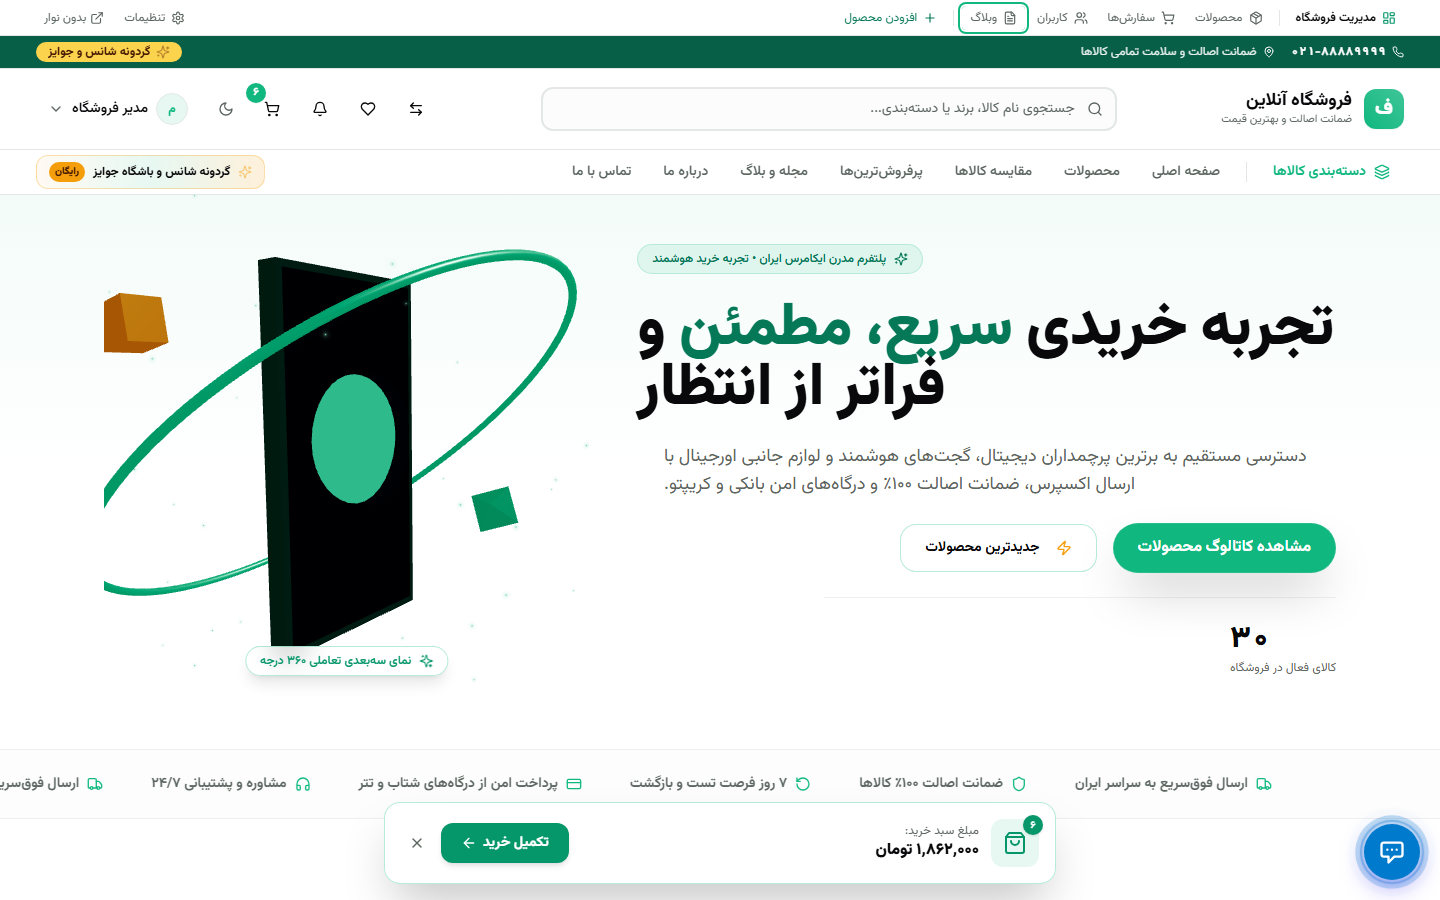 مدیریت فروشگاه
محصولات
سفارش‌ها
کاربران
وبلاگ
افزودن محصول
تنظیمات
بدون نوار
۰۲۱-۸۸۸۸۹۹۹۹
ضمانت اصالت و سلامت تمامی کالاها
گردونه شانس و جوایز
ف
فروشگاه آنلاین
ضمانت اصالت و بهترین قیمت
جستجوی نام کالا، برند یا دسته‌بندی...
۶
م
مدیر فروشگاه
دسته‌بندی کالاها
صفحه اصلی
محصولات
مقایسه کالاها
پرفروش‌ترین‌ها
مجله و بلاگ
درباره ما
تماس با ما
گردونه شانس و باشگاه جوایز
رایگان
پلتفرم مدرن ایکامرس ایران • تجربه خرید هوشمند
تجربه خریدی سریع، مطمئن و
فراتر از انتظار
دسترسی مستقیم به برترین پرچمداران دیجیتال، گجت‌های هوشمند و لوازم جانبی اورجینال با
ارسال اکسپرس، ضمانت اصالت ۱۰۰٪ و درگاه‌های امن بانکی و کریپتو.
مشاهده کاتالوگ محصولات
جدیدترین محصولات
۳۰
کالای فعال در فروشگاه
نمای سه‌بعدی تعاملی ۳۶۰ درجه
ارسال فوق‌سریع به سراسر ایران
ضمانت اصالت ۱۰۰٪ کالاها
۷ روز فرصت تست و بازگشت
پرداخت امن از درگاه‌های شتاب و تتر
مشاوره و پشتیبانی ۲۴/۷
ارسال فوق‌سری
۶
مبلغ سبد خرید:
۱,۸۶۲,۰۰۰ تومان
تکمیل خرید